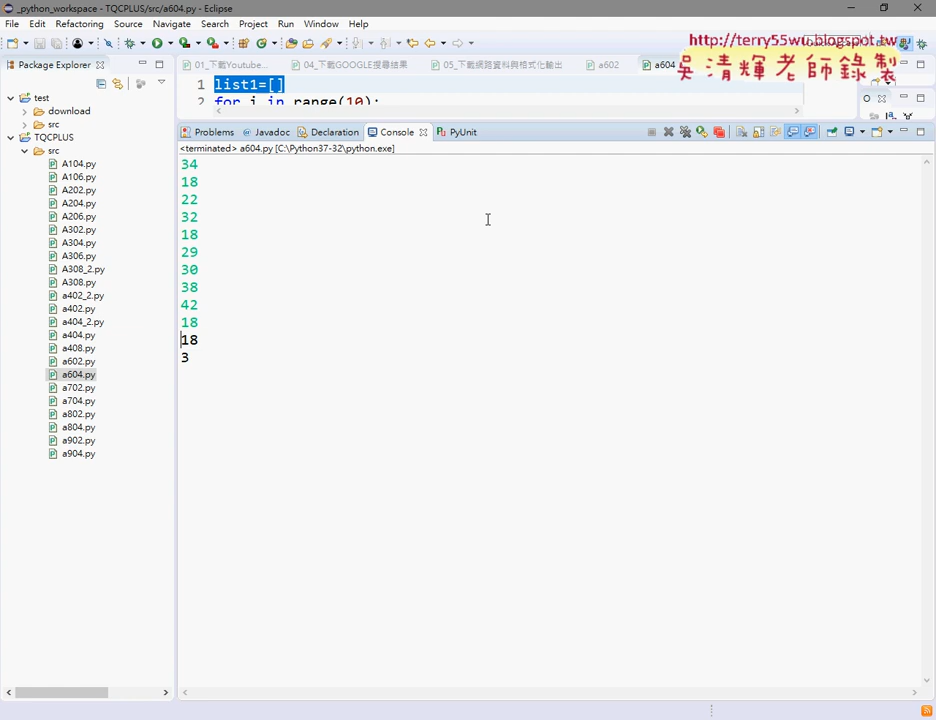 _python_workspace - TQCPLUS/src/a604.py - Eclipse
File Edit Refactoring Source Navigate Search Project Run Window Help
http://terry55wu.blogspot.tw
吳清輝老師錄製
Package Explorer
01_下載Youtube... 04_下載GOOGLE搜尋結果 05_下載網路資料與格式化輸出 a602 a604
1 list1=[]
2 for i in range(10):
Problems Javadoc Declaration Console PyUnit
<terminated> a604.py [C:\Python37-32\python.exe]
34
18
22
32
18
29
30
38
42
18
18
3
test
download
src
TQCPLUS
src
A104.py
A106.py
A202.py
A204.py
A206.py
A302.py
A304.py
A306.py
A308_2.py
A308.py
a402_2.py
a402.py
a404_2.py
a404.py
a408.py
a602.py
a604.py
a702.py
a704.py
a802.py
a804.py
a902.py
a904.py